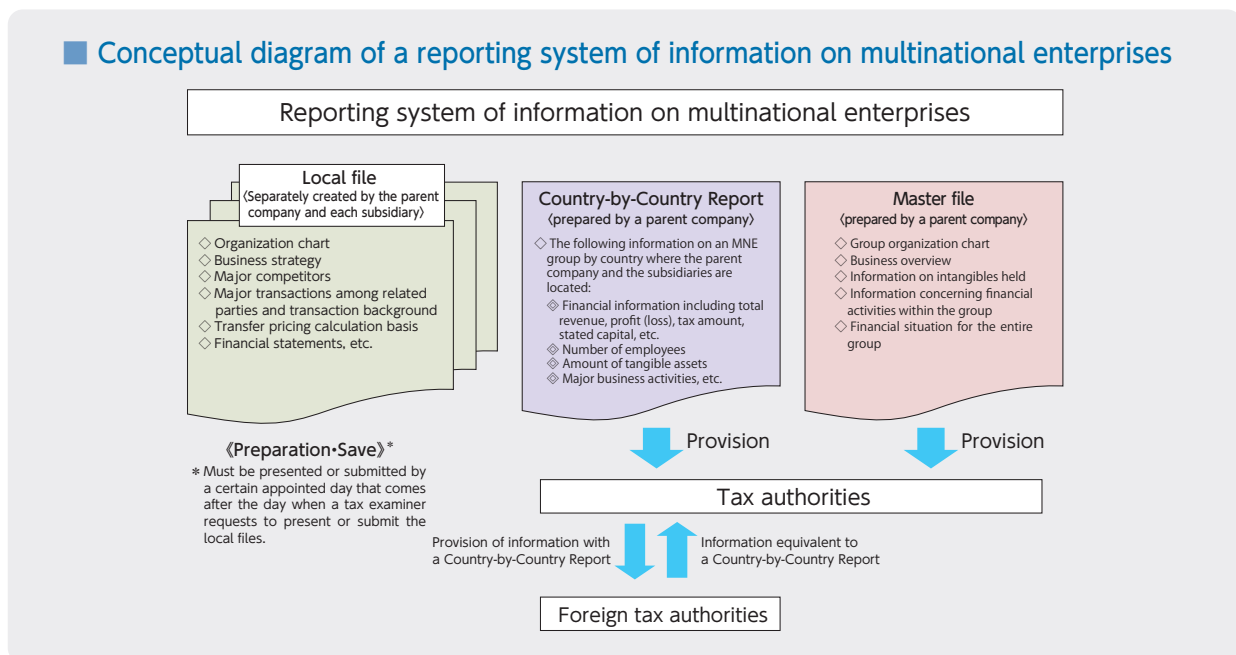 ■ Conceptual diagram of a reporting system of information on multinational enterprises
Reporting system of information on multinational enterprises
Local file
〈Separately created by the parent
company and each subsidiary〉
◇ Organization chart
◇ Business strategy
◇ Major competitors
◇ Major transactions among related
parties and transaction background
◇ Transfer pricing calculation basis
◇ Financial statements, etc.
《Preparation•Save》*
* Must be presented or submitted by
a certain appointed day that comes
after the day when a tax examiner
requests to present or submit the
local files.
Country-by-Country Report
〈prepared by a parent company〉
◇ The following information on an MNE
group by country where the parent
company and the subsidiaries are
located:
◈ Financial information including total
revenue, profit (loss), tax amount,
stated capital, etc.
◈ Number of employees
◈ Amount of tangible assets
◈ Major business activities, etc.
Master file
〈prepared by a parent company〉
◇ Group organization chart
◇ Business overview
◇ Information on intangibles held
◇ Information concerning financial
activities within the group
◇ Financial situation for the entire
group
Provision
Provision
Tax authorities
Provision of information with
a Country-by-Country Report
Information equivalent to
a Country-by-Country Report
Foreign tax authorities